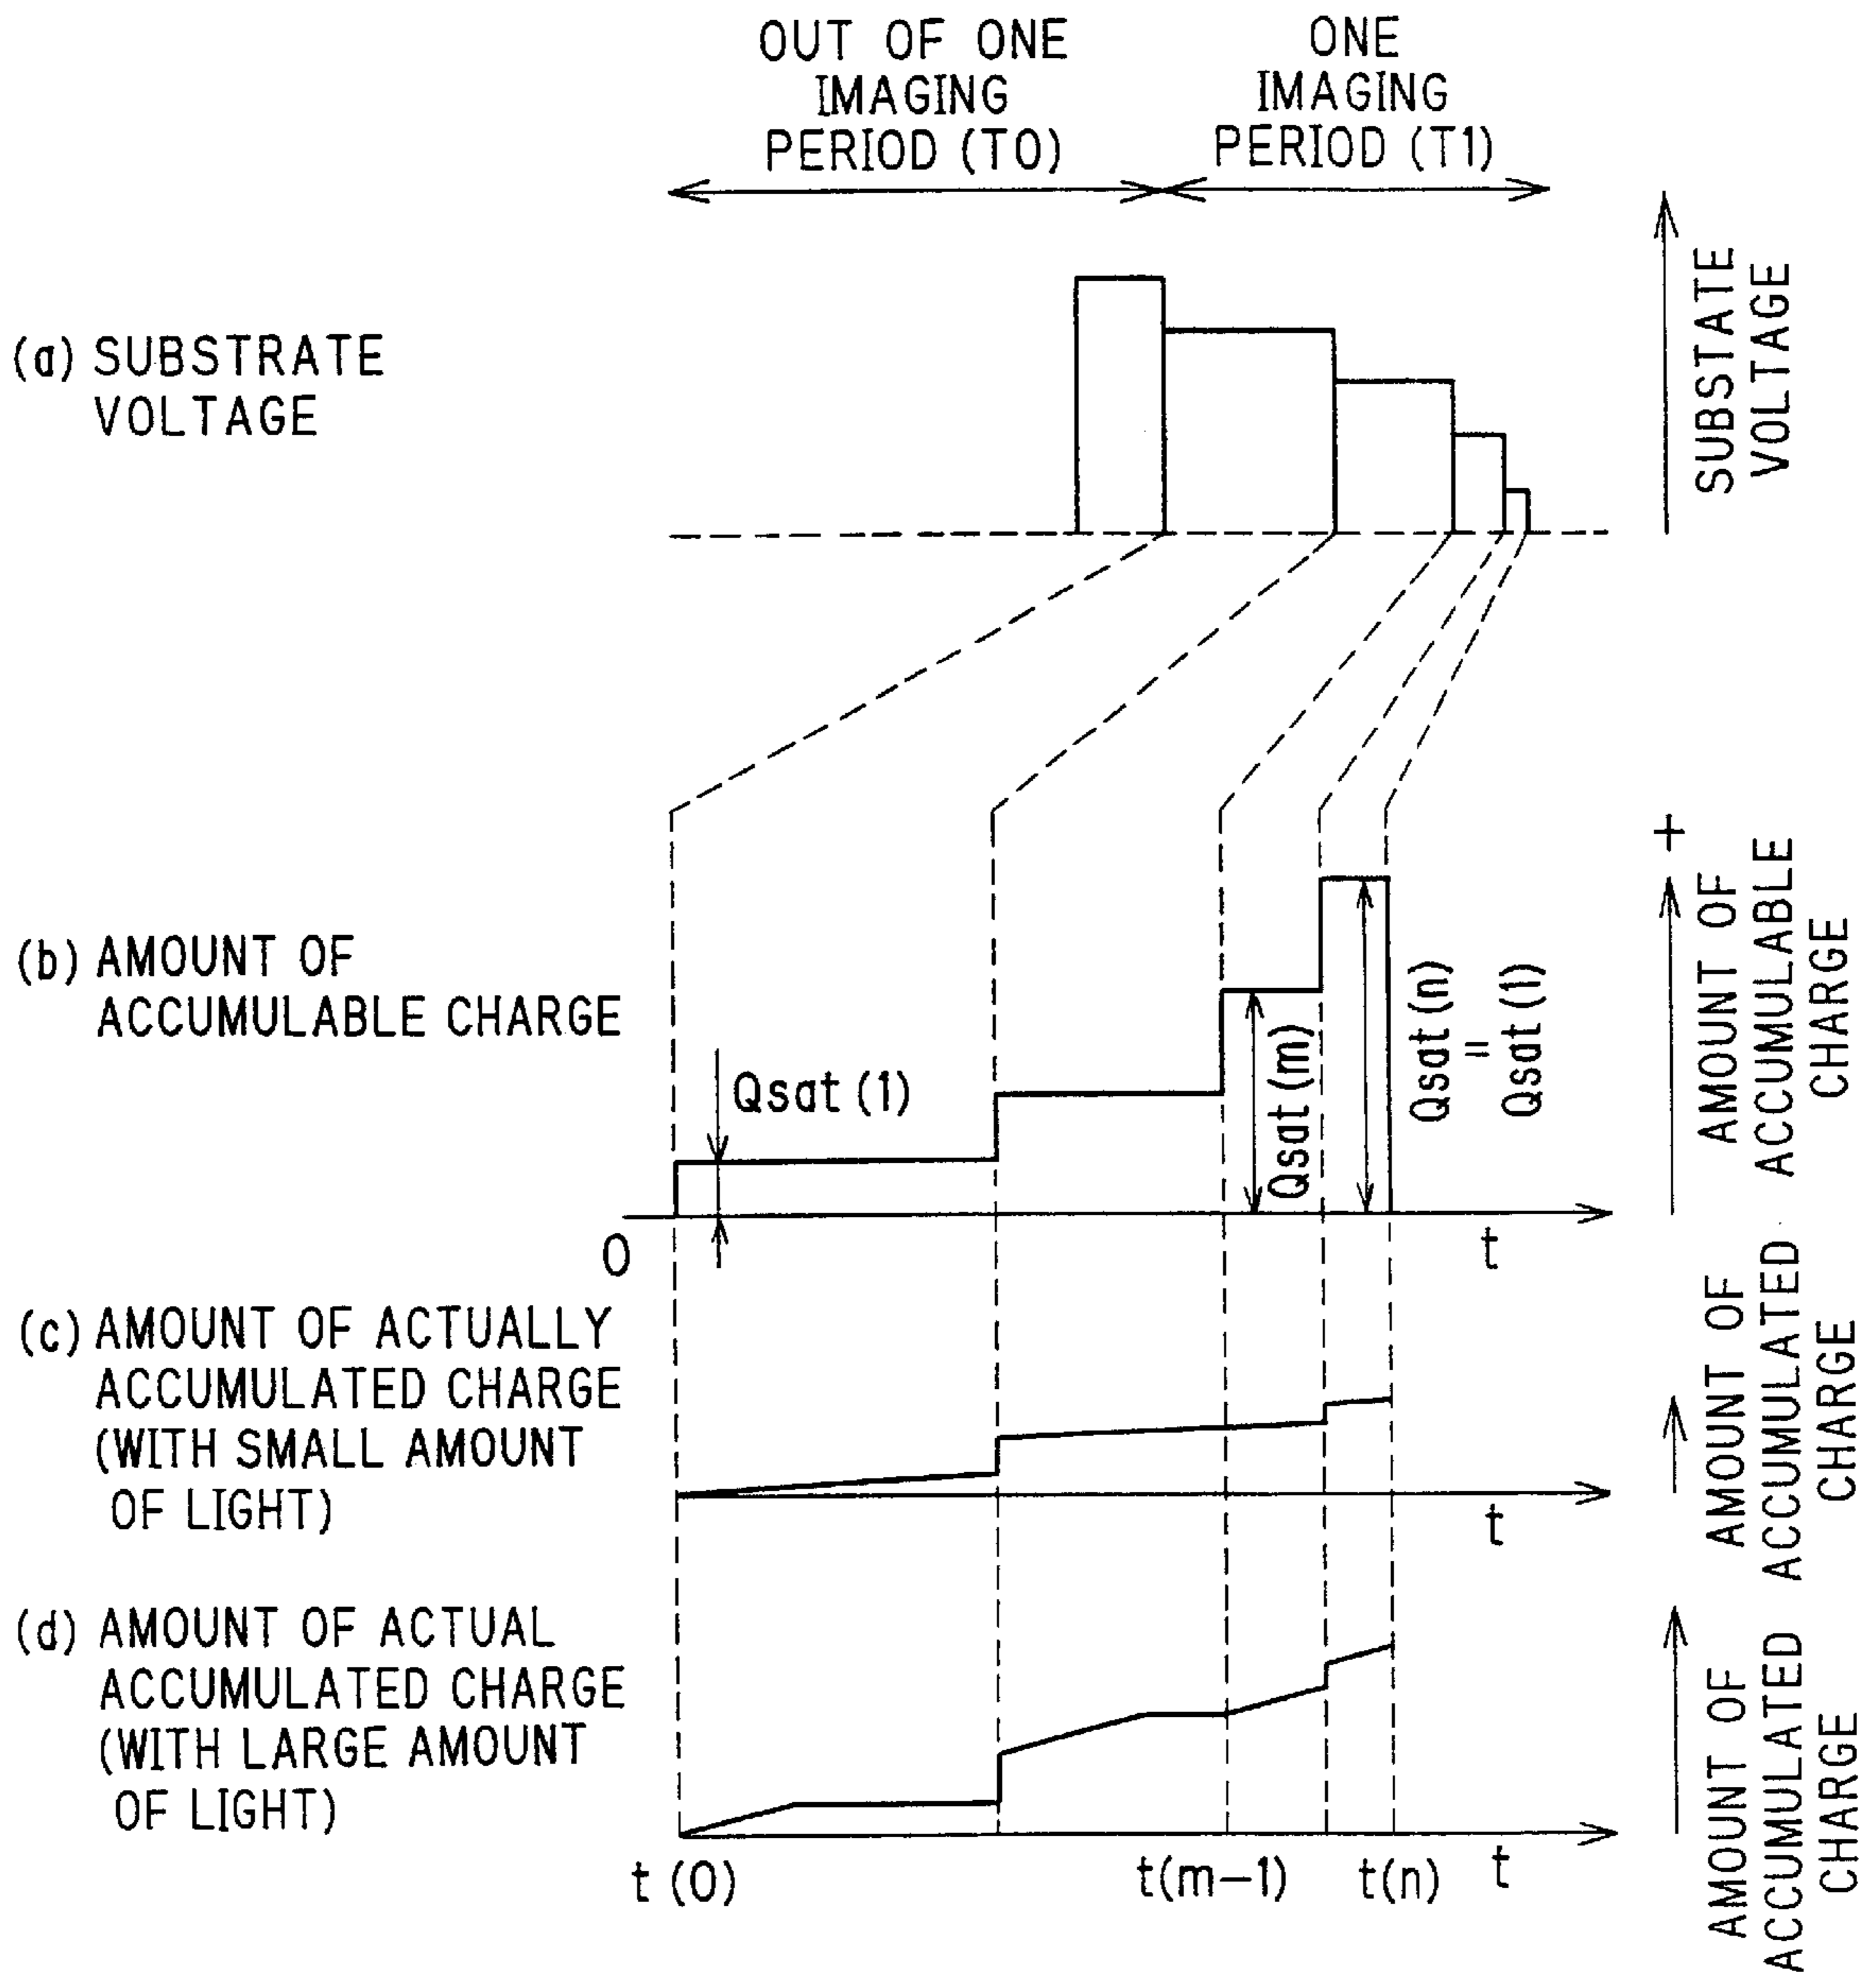 OUT OF ONE
IMAGING
PERIOD (T0)
ONE
IMAGING
PERIOD (T1)
(a) SUBSTRATE
VOLTAGE
SUBSTATE
VOLTAGE
(b) AMOUNT OF
ACCUMULABLE CHARGE
Qsat (1)
Qsat (m)
Qsat (n)
=
Qsat (1)
+
AMOUNT OF
ACCUMULABLE
CHARGE
0
t
(c) AMOUNT OF ACTUALLY
ACCUMULATED CHARGE
(WITH SMALL AMOUNT
OF LIGHT)
t
AMOUNT OF
ACCUMULATED
CHARGE
(d) AMOUNT OF ACTUAL
ACCUMULATED CHARGE
(WITH LARGE AMOUNT
OF LIGHT)
t (0)
t(m-1)
t(n)
t
AMOUNT OF
ACCUMULATED
CHARGE